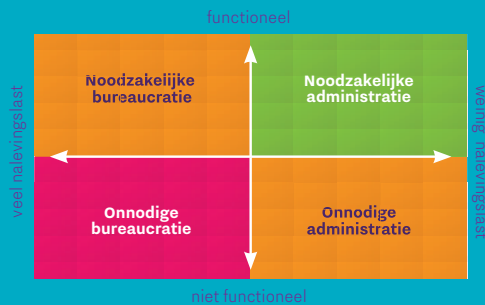 functioneel
Noodzakelijke
bureaucratie
Noodzakelijke
administratie
veel nalevingslast
weinig nalevingslast
Onnodige
bureaucratie
Onnodige
administratie
niet functioneel